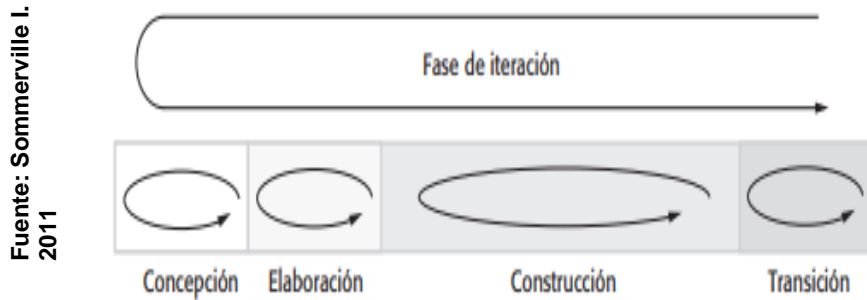 Fuente: Sommerville I.
2011
Fase de iteración
Concepción
Elaboración
Construcción
Transición